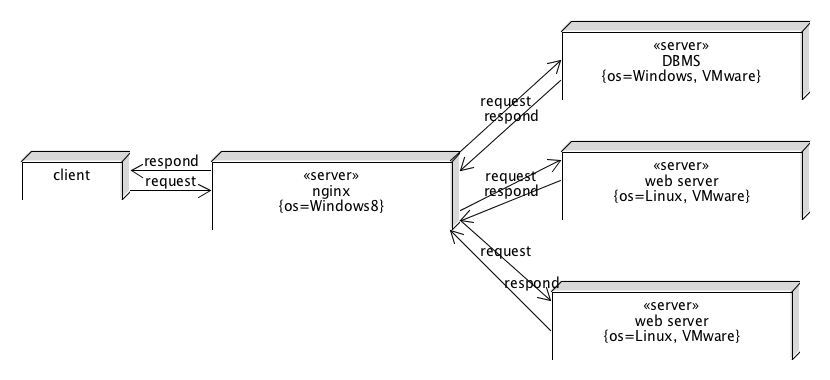 client
respond
request
«server»
nginx
{os=Windows8}
request
respond
«server»
DBMS
{os=Windows, VMware}
request
respond
«server»
web server
{os=Linux, VMware}
request
respond
«server»
web server
{os=Linux, VMware}